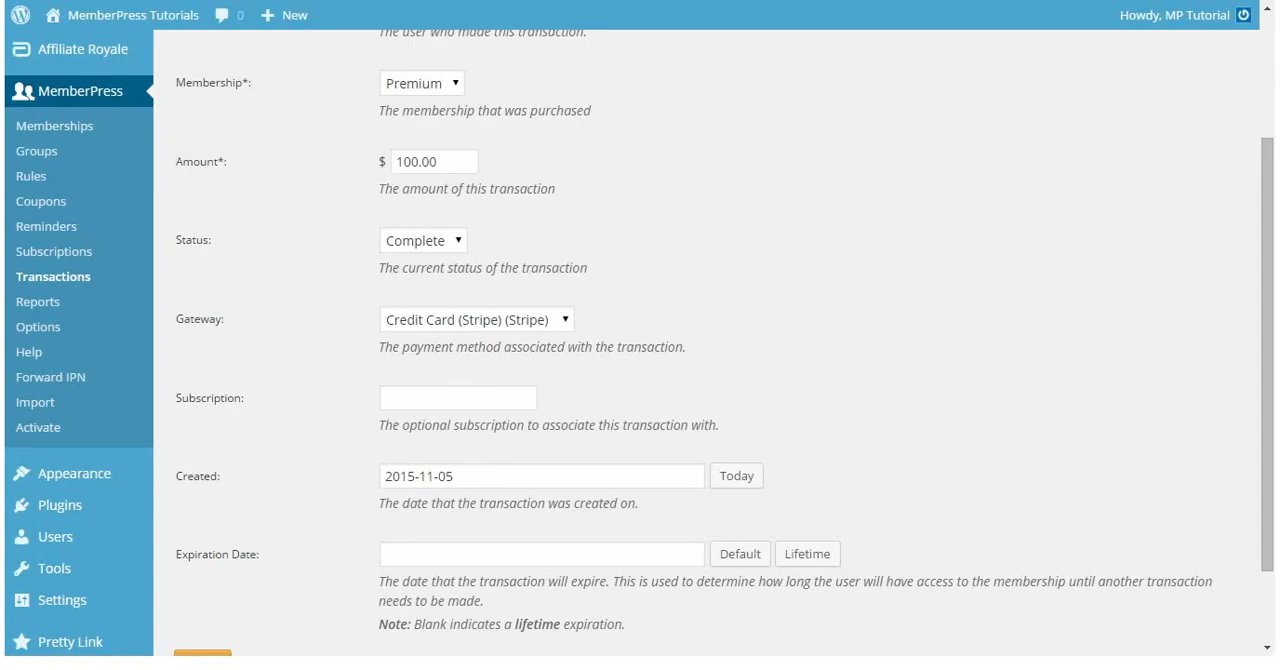 MemberPress Tutorials 0 New Howdy, MP Tutorial
Affiliate Royale
MemberPress
Memberships
Groups
Rules
Coupons
Reminders
Subscriptions
Transactions
Reports
Options
Help
Forward IPN
Import
Activate
Appearance
Plugins
Users
Tools
Settings
Pretty Link
The user who made this transaction.
Membership*: Premium
The membership that was purchased
Amount*: $ 100.00
The amount of this transaction
Status: Complete
The current status of the transaction
Gateway: Credit Card (Stripe) (Stripe)
The payment method associated with the transaction.
Subscription:
The optional subscription to associate this transaction with.
Created: 2015-11-05 Today
The date that the transaction was created on.
Expiration Date: Default Lifetime
The date that the transaction will expire. This is used to determine how long the user will have access to the membership until another transaction
needs to be made.
Note: Blank indicates a lifetime expiration.